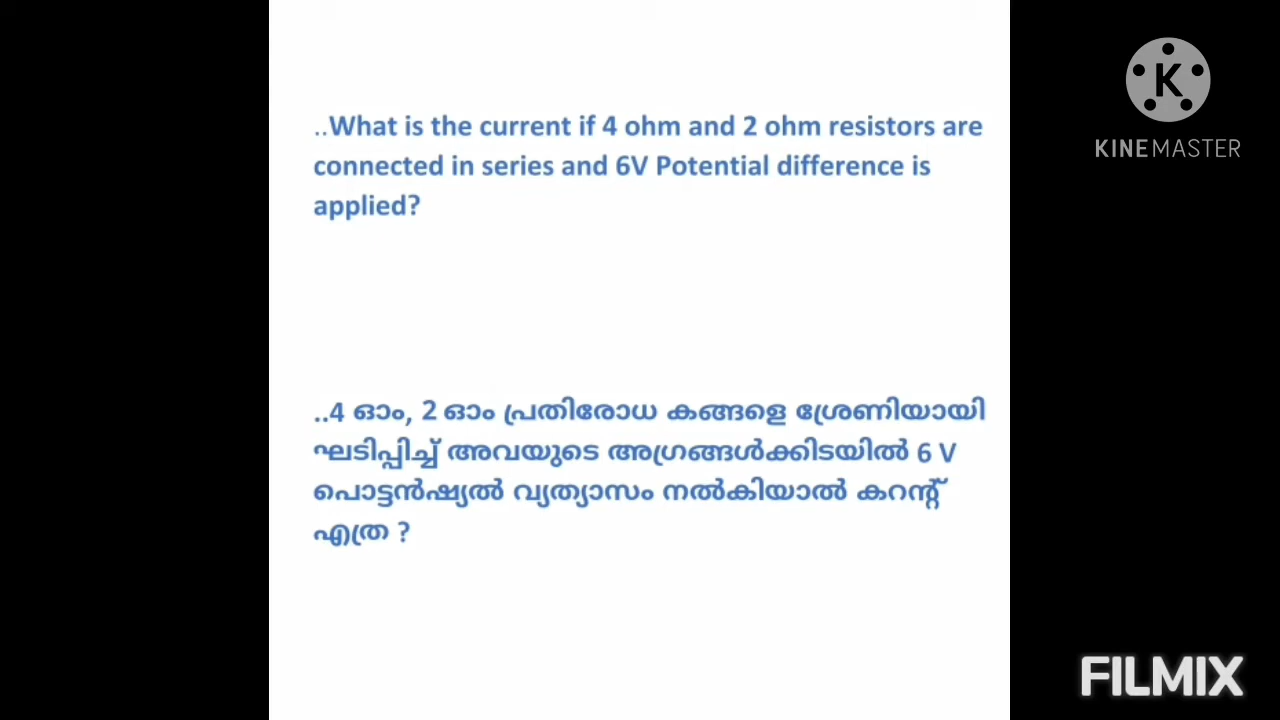 ..What is the current if 4 ohm and 2 ohm resistors are
connected in series and 6V Potential difference is
applied?
..4 ഓം, 2 ഓം പ്രതിരോധ കങ്ങളെ ശ്രേണിയായി
ഘടിപ്പിച്ച് അവയുടെ അഗ്രങ്ങൾക്കിടയിൽ 6 V
പൊട്ടൻഷ്യൽ വ്യത്യാസം നൽകിയാൽ കറന്റ്
എത്ര ?
K
KINEMASTER
FILMIX